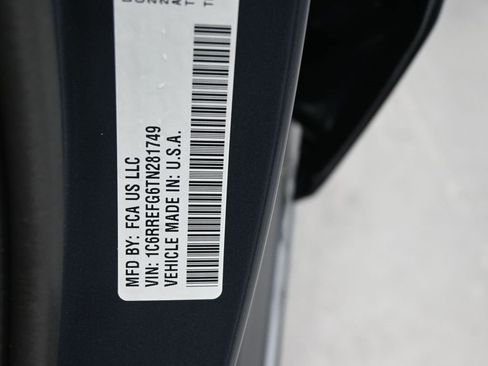 MFD BY: FCA US LLC
VIN: 1C6RREFG6TN281749
VEHICLE MADE IN: U.S.A.